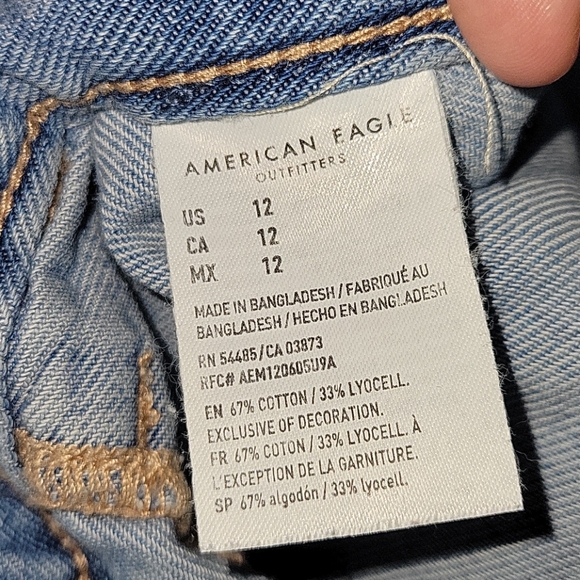 AMERICAN EAGLE
OUTFITTERS
US 12
CA 12
MX 12
MADE IN BANGLADESH / FABRIQUÉ AU
BANGLADESH / HECHO EN BANGLADESH
RN 54485 / CA 03873
RFC# AEM120605U9A
EN 67% COTTON / 33% LYOCELL.
EXCLUSIVE OF DECORATION.
FR 67% COTON / 33% LYOCELL. À
L'EXCEPTION DE LA GARNITURE.
SP 67% algodón / 33% lyocell.